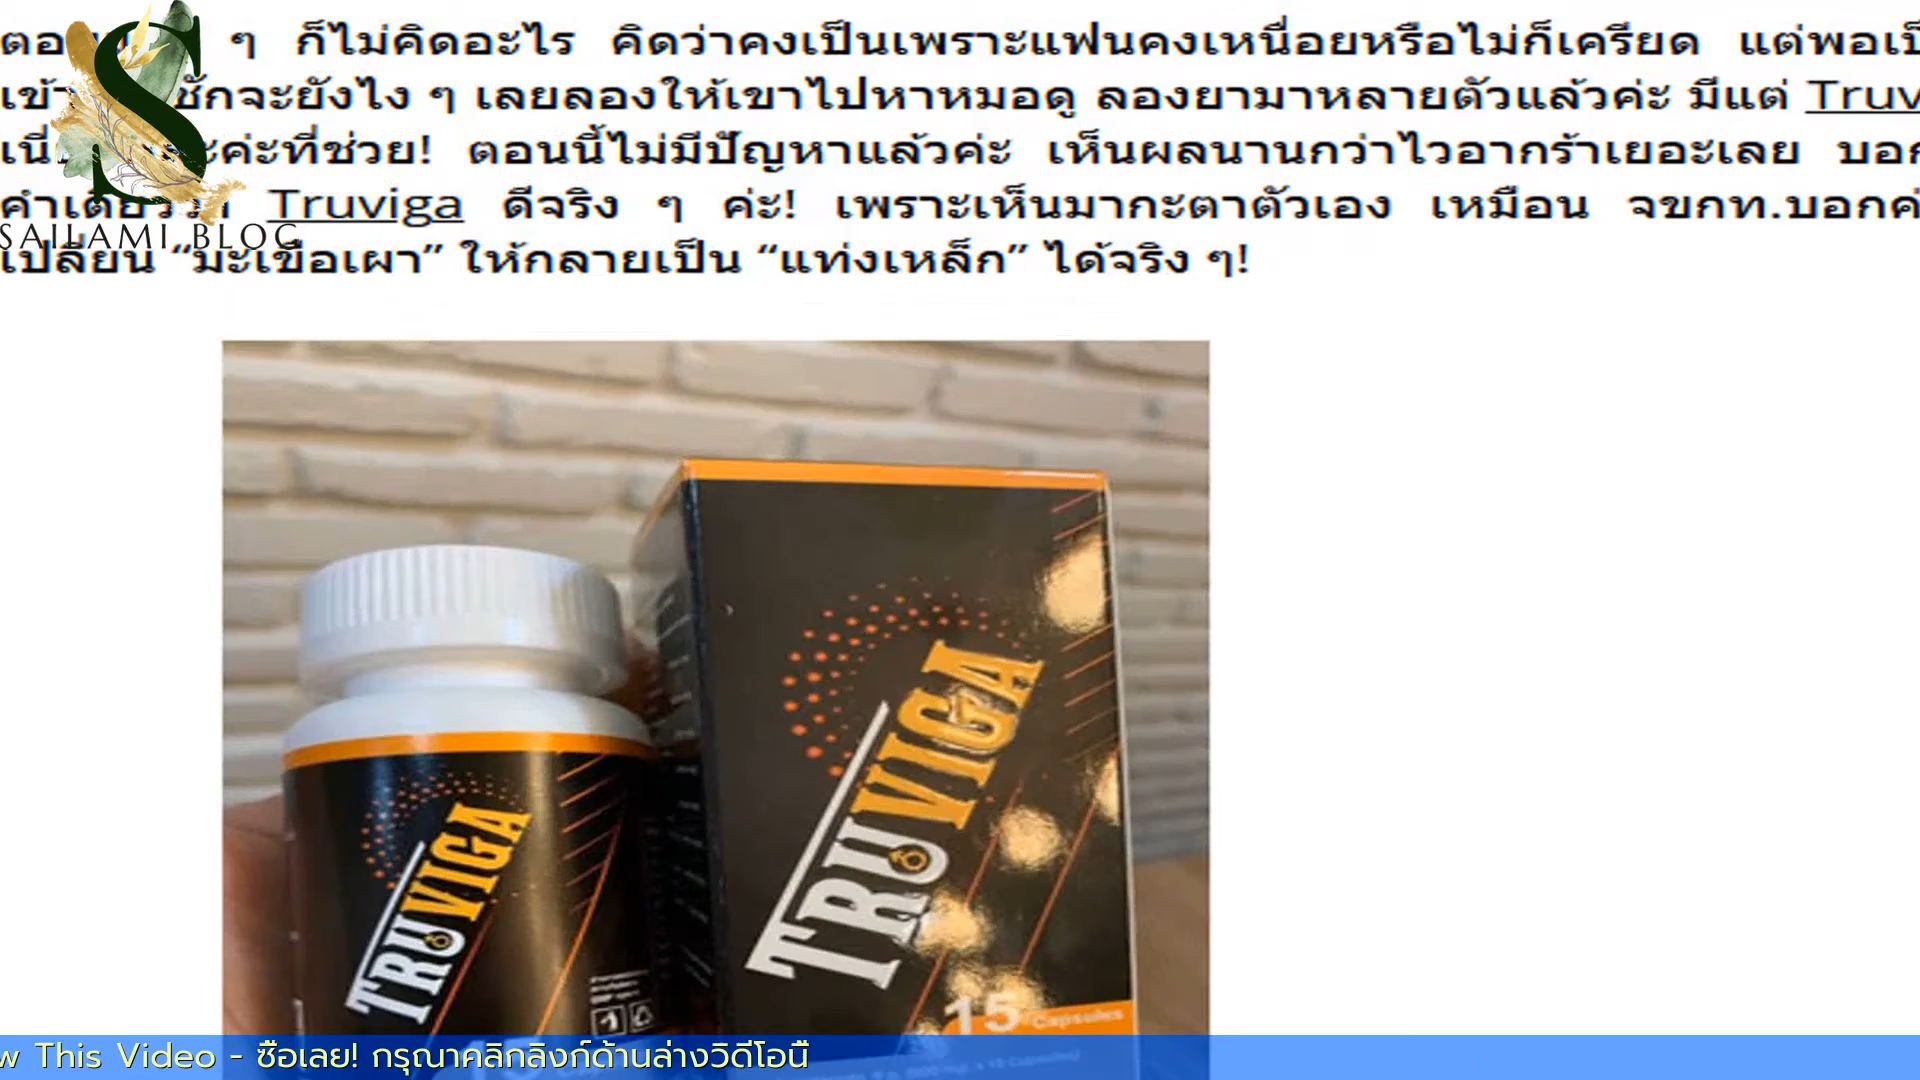 ๆ ก็ไม่คิดอะไร คิดว่าคงเป็นเพราะแฟนคงเหนื่อยหรือไม่ก็เครียด แต่พอเป็
ชักจะยังไง ๆ เลยลองให้เขาไปหาหมอดู ลองยามาหลายตัวแล้วค่ะ มีแต่ Truv
ค่ะที่ช่วย! ตอนนี้ไม่มีปัญหาแล้วค่ะ เห็นผลนานกว่าไวอากร้าเยอะเลย บอก
Truviga ดีจริง ๆ ค่ะ! เพราะเห็นมากะตาตัวเอง เหมือน จขกท.บอกค่
เปลี่ยน “มะเขือเผา” ให้กลายเป็น “แท่งเหล็ก” ได้จริง ๆ!
S
SAILAMI BLOG
TRUVIGA
TRUVIGA
15 Capsules
w This Video - ซื้อเลย! กรุณาคลิกลิงก์ด้านล่างวิดีโอนี้